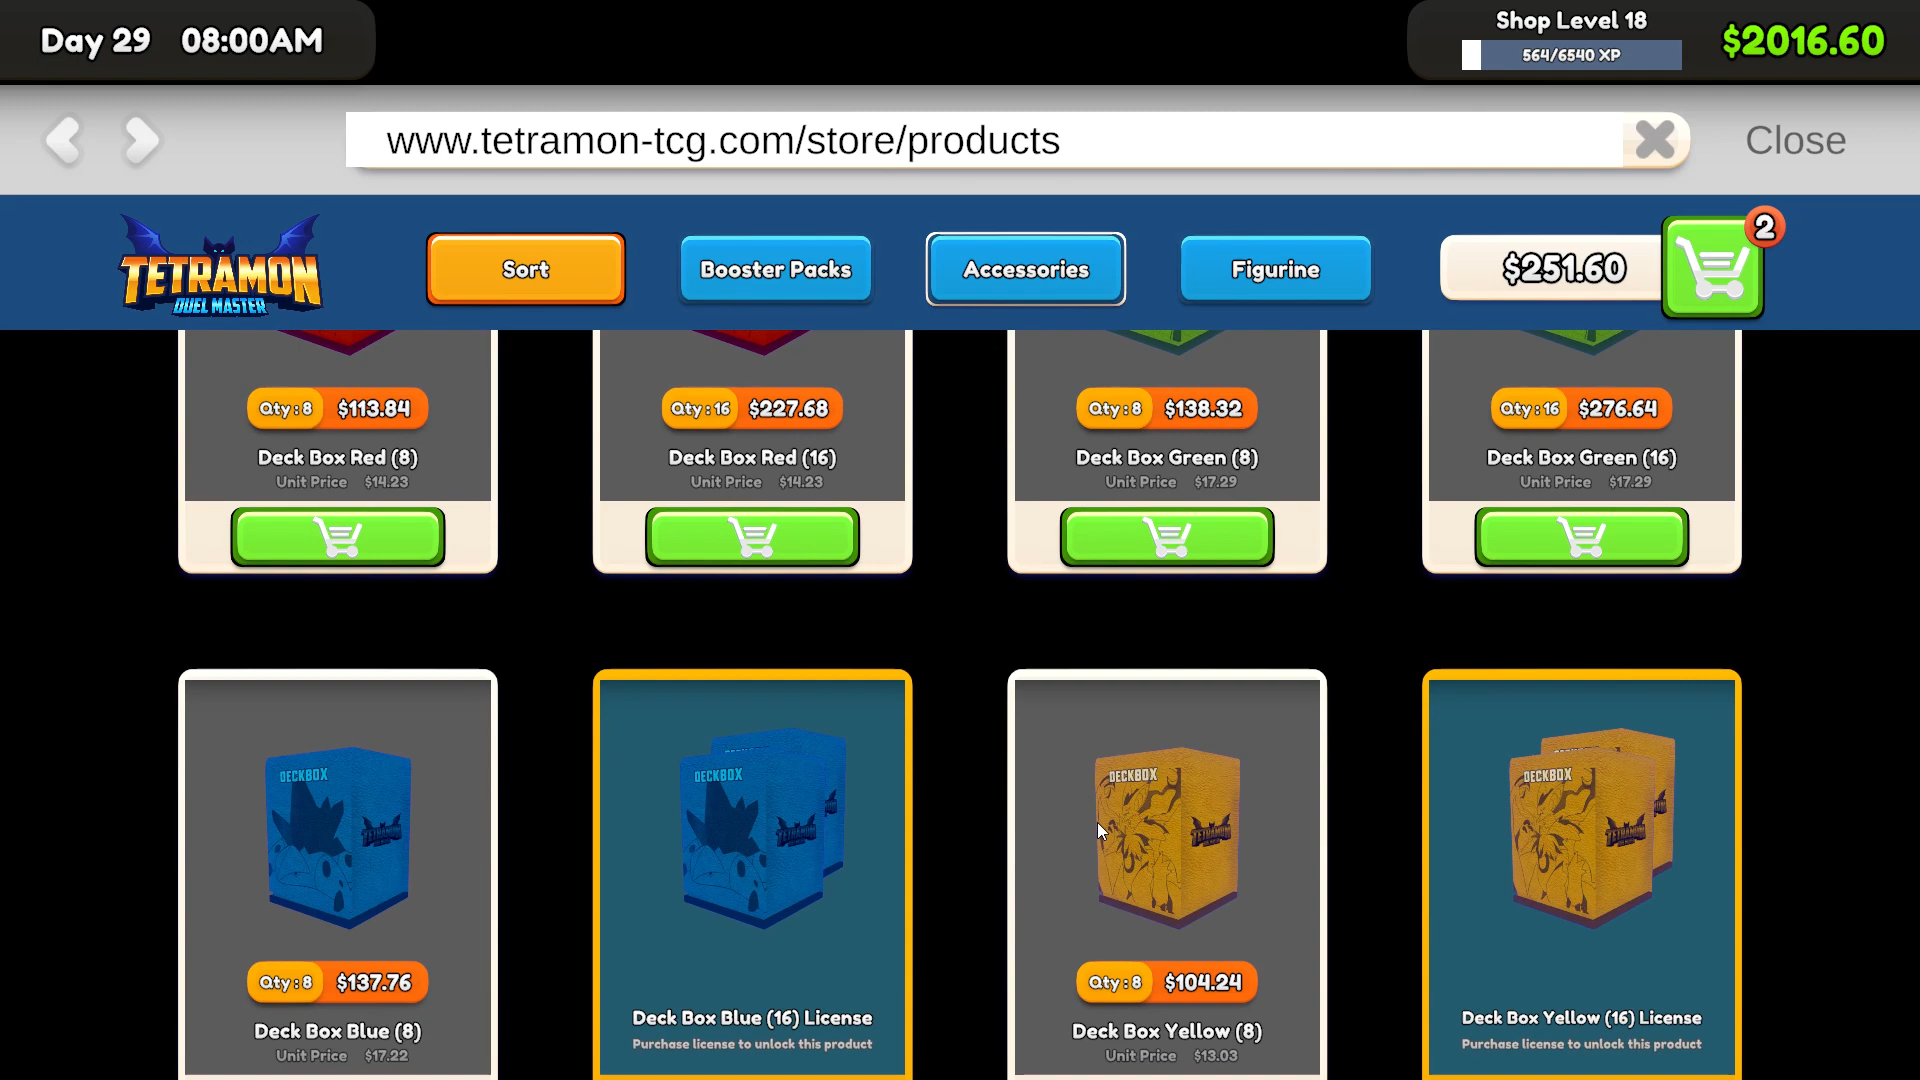 Day 29 08:00AM
Shop Level 18
564/6540 XP
$2016.60
www.tetramon-tcg.com/store/products
Close
TETRAMON
DUEL MASTER
Sort
Booster Packs
Accessories
Figurine
$251.60
2
Qty : 8 $113.84
Deck Box Red (8)
Unit Price $14.23
Qty : 16 $227.68
Deck Box Red (16)
Unit Price $14.23
Qty : 8 $138.32
Deck Box Green (8)
Unit Price $17.29
Qty : 16 $276.64
Deck Box Green (16)
Unit Price $17.29
DECKBOX
TETRAMON
Qty : 8 $137.76
Deck Box Blue (8)
Unit Price $17.22
DECKBOX
TETRAMON
Deck Box Blue (16) License
Purchase license to unlock this product
DECKBOX
TETRAMON
Qty : 8 $104.24
Deck Box Yellow (8)
Unit Price $13.03
DECKBOX
TETRAMON
Deck Box Yellow (16) License
Purchase license to unlock this product